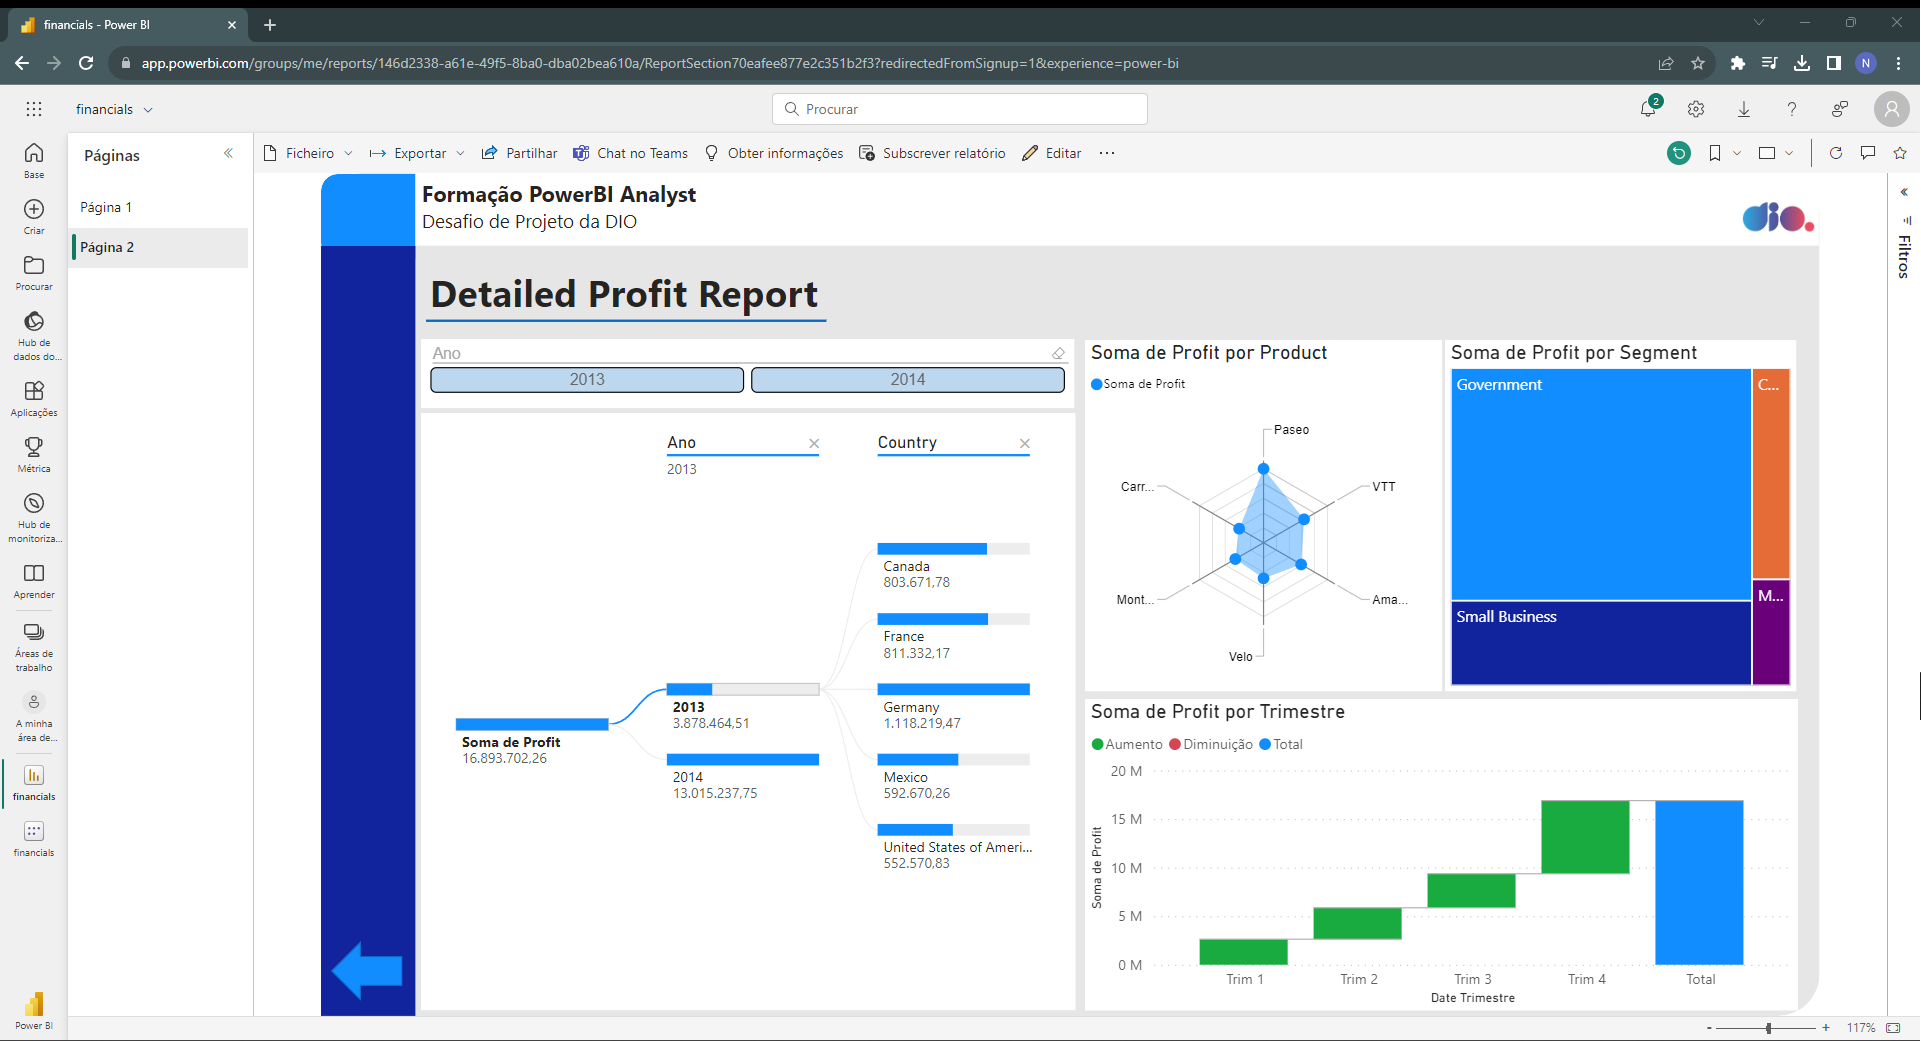 financials - Power BI
app.powerbi.com/groups/me/reports/146d2338-a61e-49f5-8ba0-dba02bea610a/ReportSection70eafee877e2c351b2f3?redirectedFromSignup=1&experience=power-bi
N
financials
Procurar
2
Base
Criar
Procurar
Hub de
dados do...
Aplicações
Métrica
Hub de
monitoriza...
Aprender
Áreas de
trabalho
A minha
área de...
financials
financials
Power BI
Páginas
Página 1
Página 2
Ficheiro
Exportar
Partilhar
Chat no Teams
Obter informações
Subscrever relatório
Editar
Filtros
Formação PowerBI Analyst
Desafio de Projeto da DIO
dio.
Detailed Profit Report
Ano
2013
2014
Ano
2013
Country
Soma de Profit
16.893.702,26
2013
3.878.464,51
2014
13.015.237,75
Canada
803.671,78
France
811.332,17
Germany
1.118.219,47
Mexico
592.670,26
United States of Ameri...
552.570,83
Soma de Profit por Product
Soma de Profit
Paseo
VTT
Ama...
Velo
Mont...
Carr...
Soma de Profit por Segment
Government
C...
Small Business
M...
Soma de Profit por Trimestre
Aumento
Diminuição
Total
Soma de Profit
20 M
15 M
10 M
5 M
0 M
Trim 1
Trim 2
Trim 3
Trim 4
Total
Date Trimestre
117%